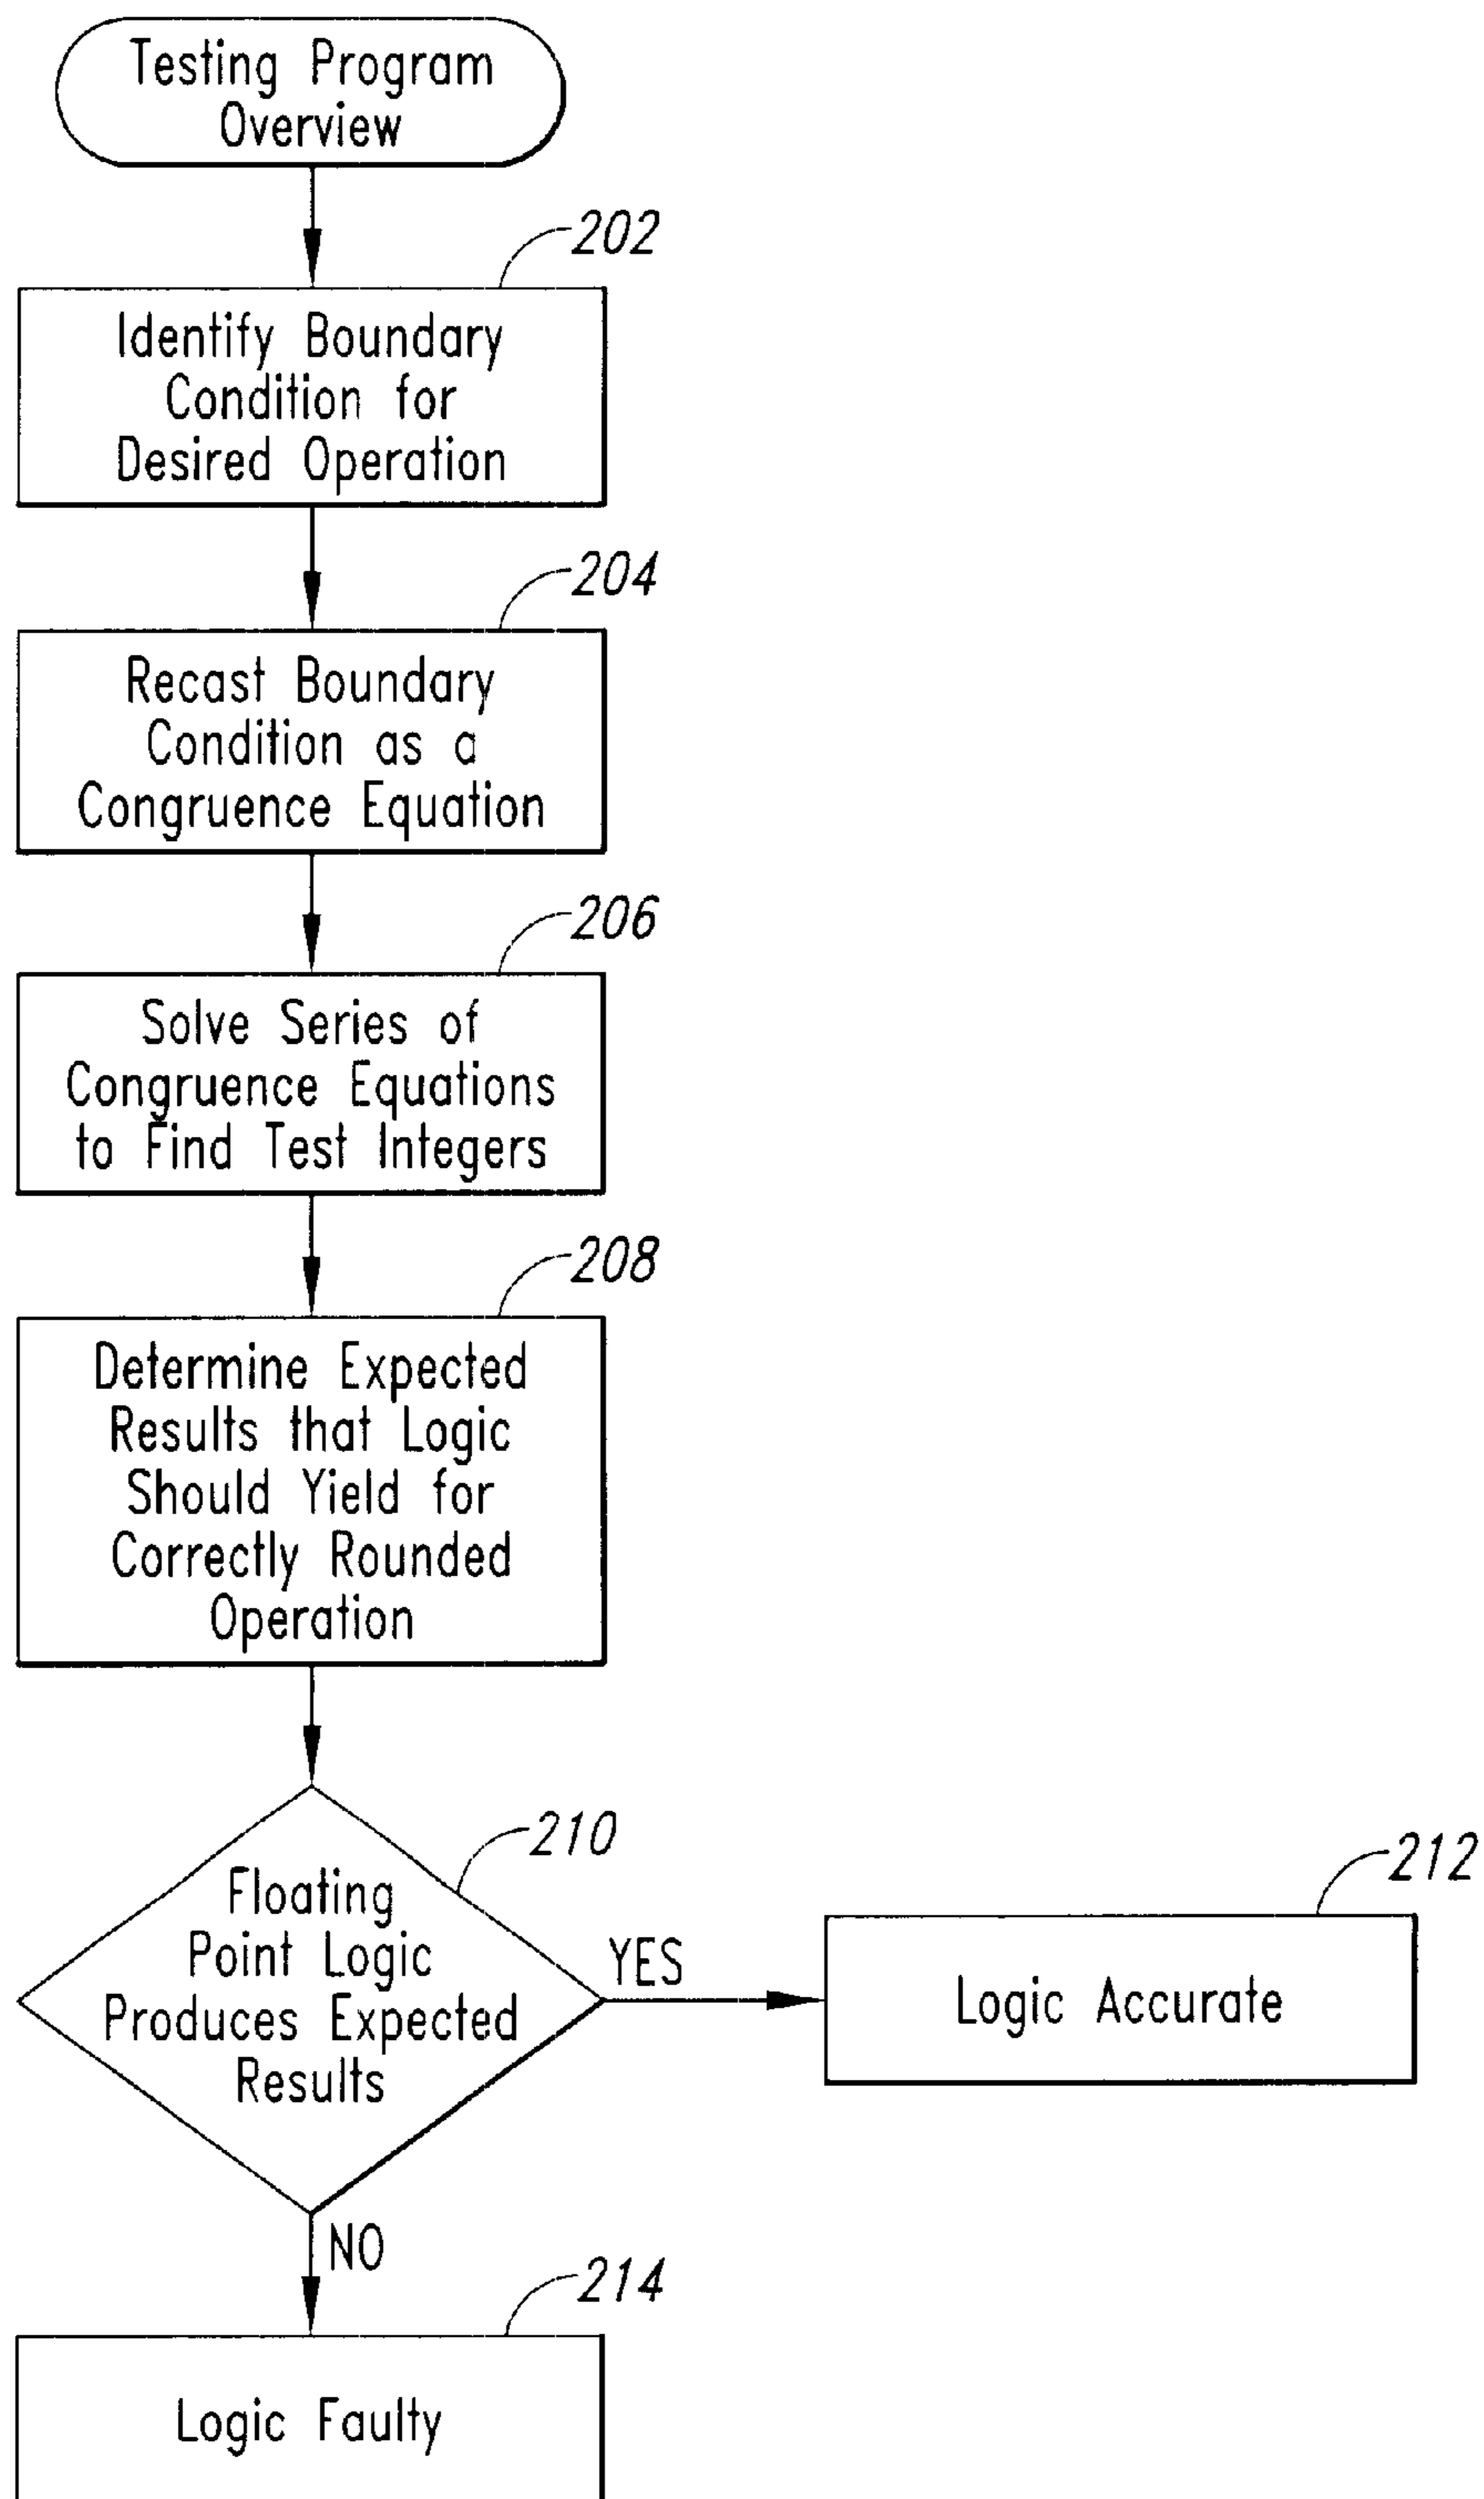 Testing Program
Overview
202
Identify Boundary
Condition for
Desired Operation
204
Recast Boundary
Condition as a
Congruence Equation
206
Solve Series of
Congruence Equations
to Find Test Integers
208
Determine Expected
Results that Logic
Should Yield for
Correctly Rounded
Operation
210
Floating
Point Logic
Produces Expected
Results
YES
212
Logic Accurate
NO
214
Logic Faulty